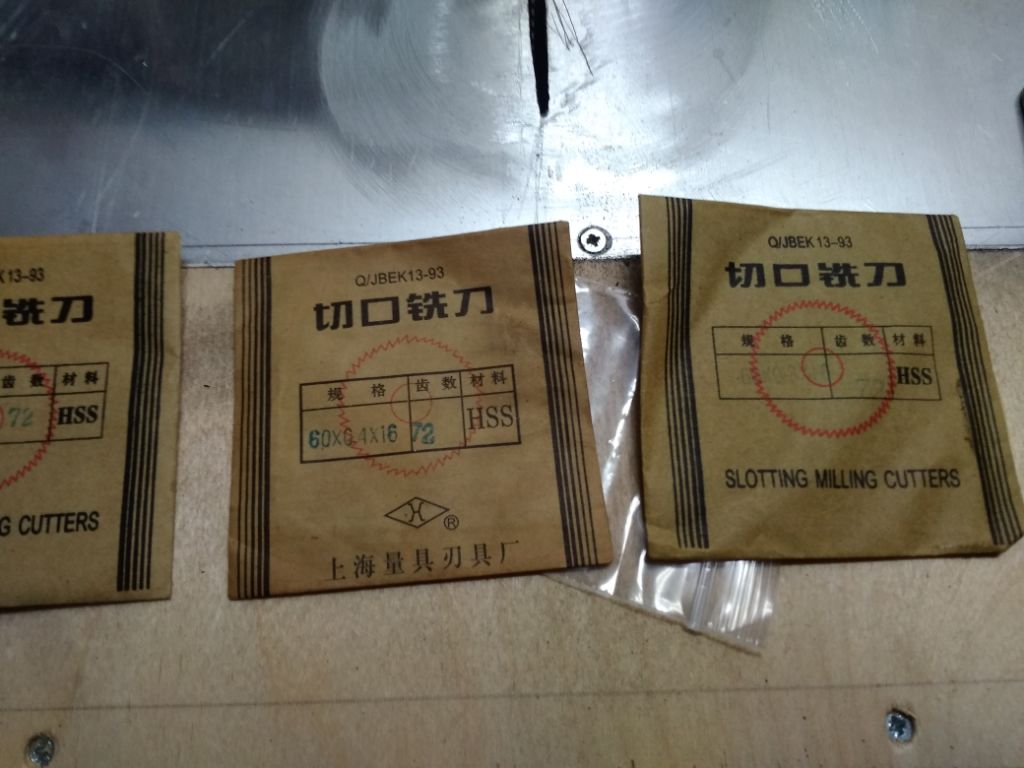 K13-93
铣刀
齿 数 材 料
72 HSS
G CUTTERS
Q/JBEK13-93
切口铣刀
规 格 齿 数 材 料
60X0.4X16 72 HSS
®
上海量具刃具厂
Q/JBEK13-93
切口铣刀
规 格 齿 数 材 料
72 HSS
SLOTTING MILLING CUTTERS